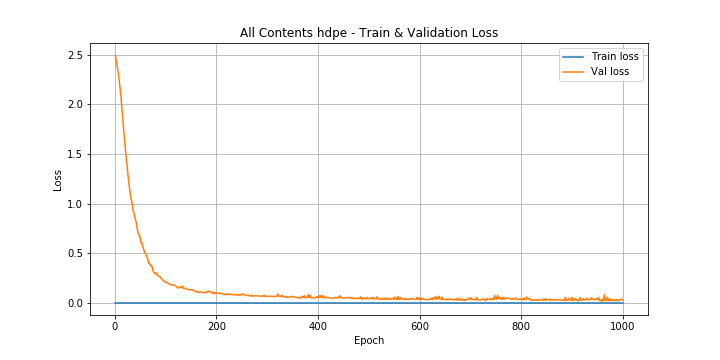 All Contents hdpe - Train & Validation Loss
Train loss
Val loss
2.5
2.0
1.5
1.0
0.5
0.0
Loss
0
200
400
600
800
1000
Epoch